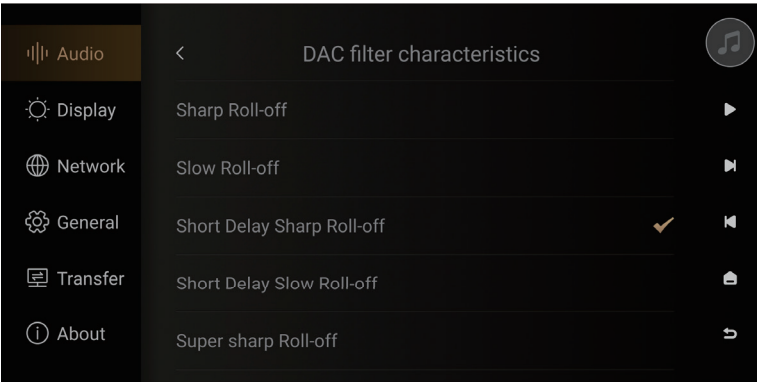 Audio
Display
Network
General
Transfer
About
DAC filter characteristics
Sharp Roll-off
Slow Roll-off
Short Delay Sharp Roll-off
Short Delay Slow Roll-off
Super sharp Roll-off